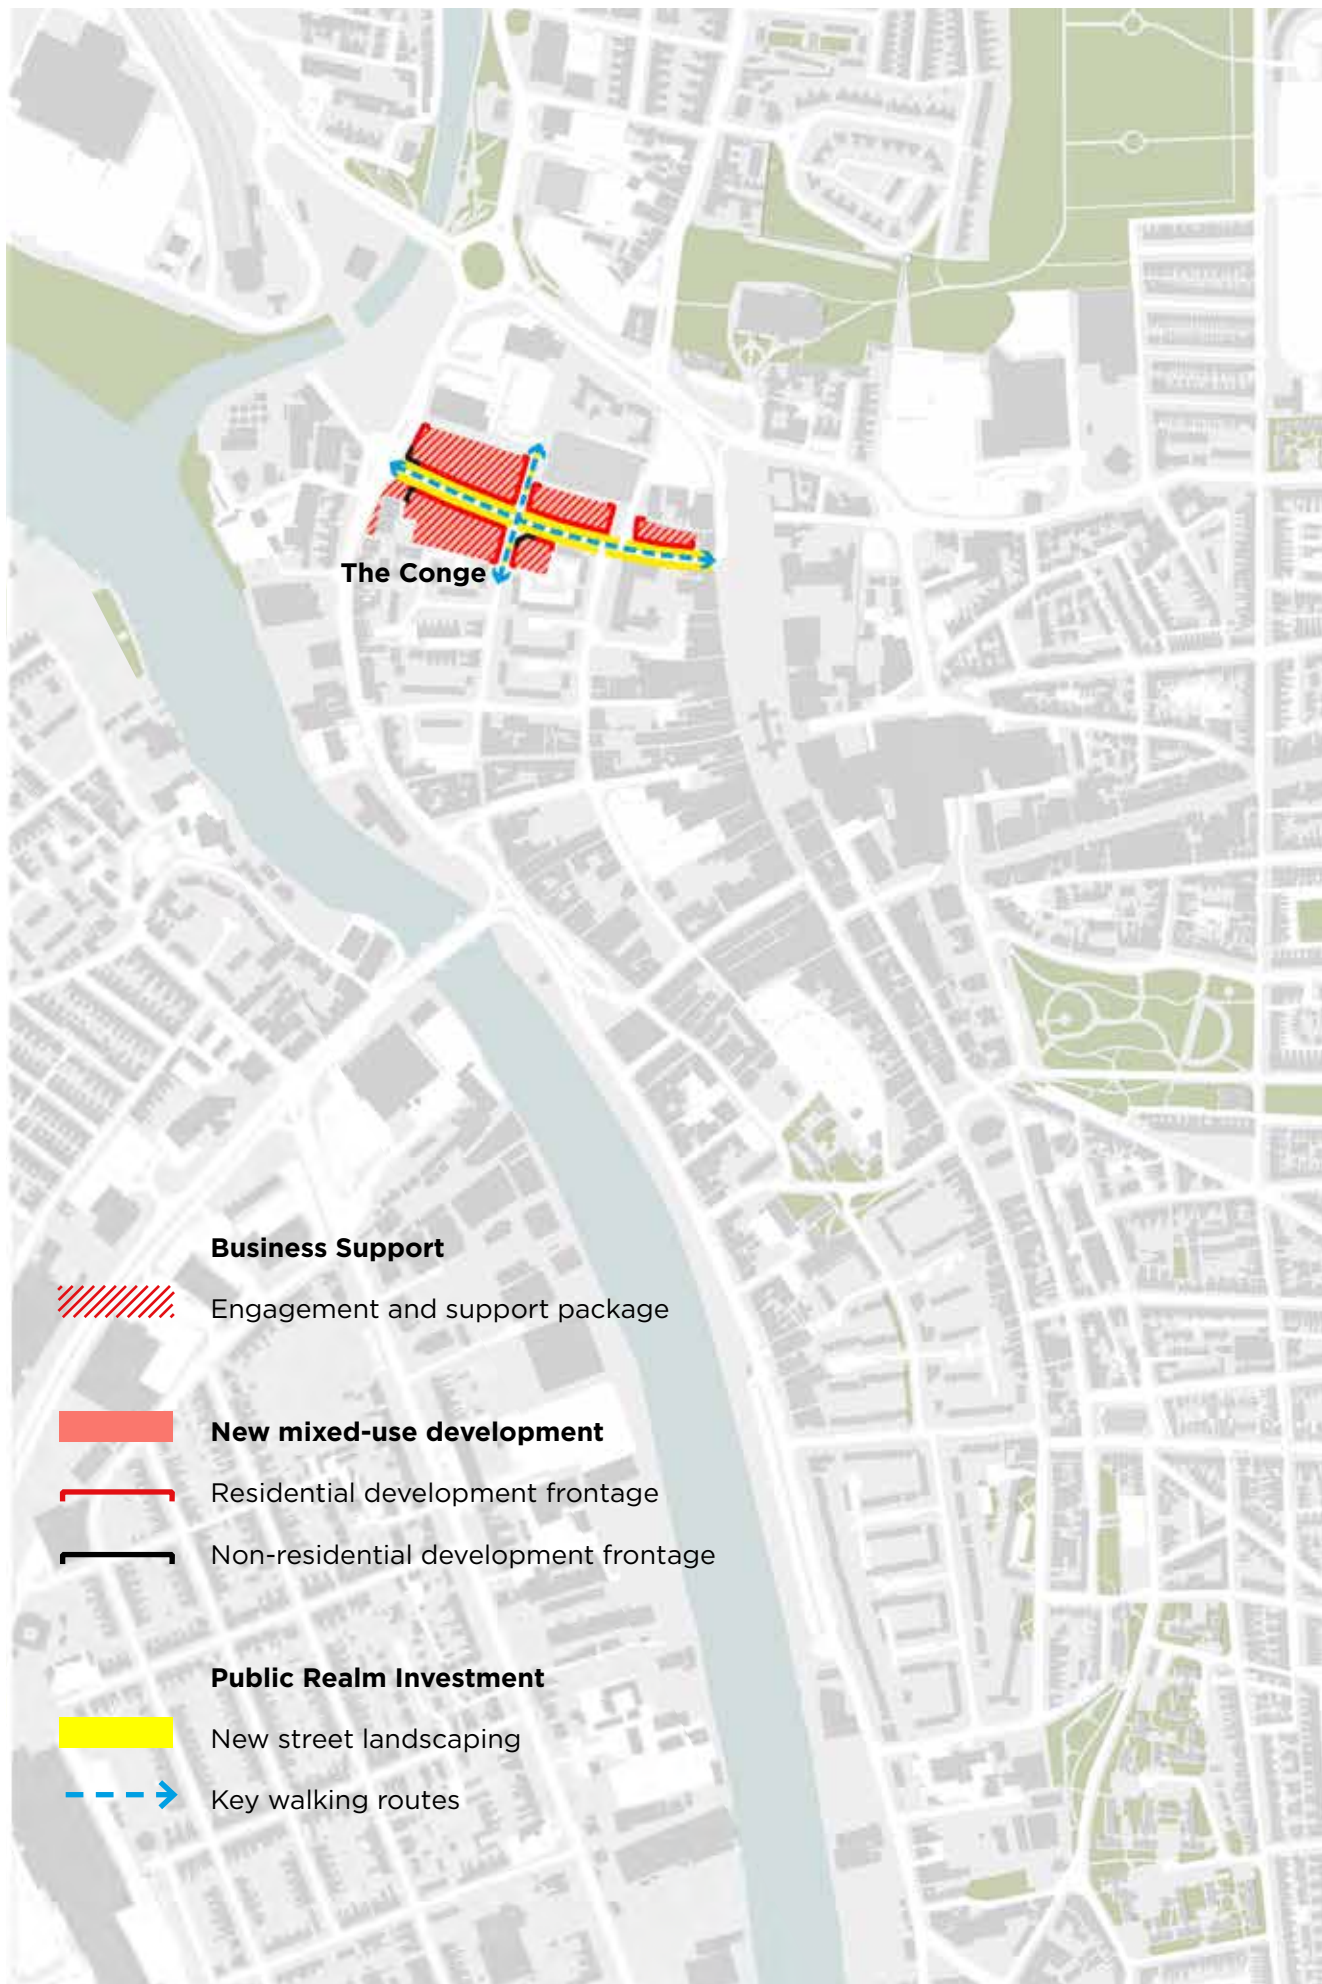 The Conge
Business Support
Engagement and support package
New mixed-use development
Residential development frontage
Non-residential development frontage
Public Realm Investment
New street landscaping
Key walking routes